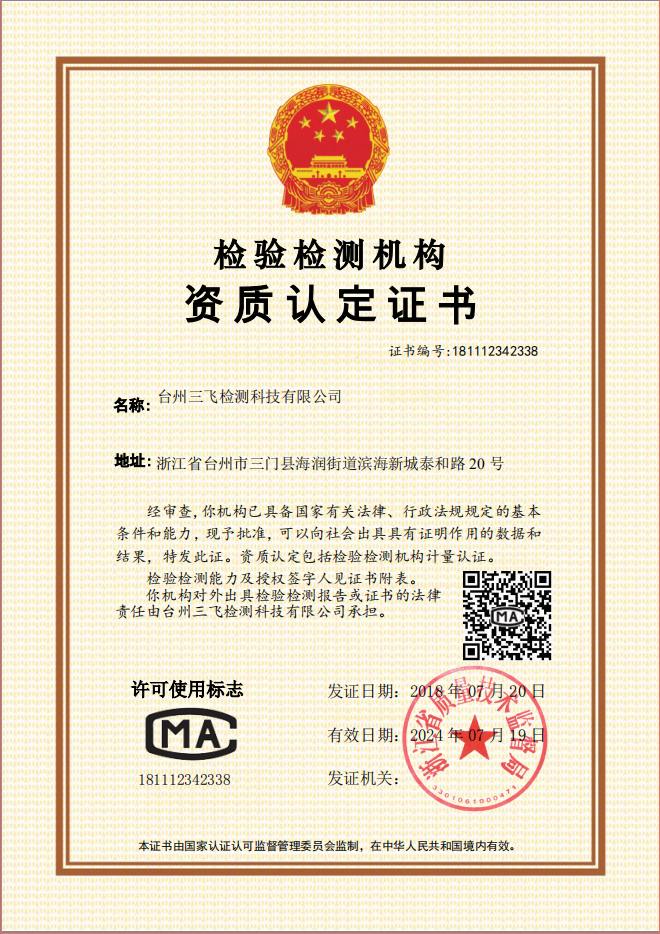 检验检测机构
资质认定证书
证书编号:181112342338
名称: 台州三飞检测科技有限公司
地址: 浙江省台州市三门县海润街道滨海新城泰和路 20 号
经审查,你机构已具备国家有关法律、行政法规规定的基本
条件和能力,现予批准,可以向社会出具具有证明作用的数据和
结果,特发此证。资质认定包括检验检测机构计量认证。
检验检测能力及授权签字人见证书附表。
你机构对外出具检验检测报告或证书的法律
责任由台州三飞检测科技有限公司承担。
MA
许可使用标志
MA
181112342338
发证日期: 2018 年 07 月 20 日
有效日期: 2024 年 07 月 19 日
发证机关:
浙江省质量技术监督局
3301061000471
本证书由国家认证认可监督管理委员会监制,在中华人民共和国境内有效。